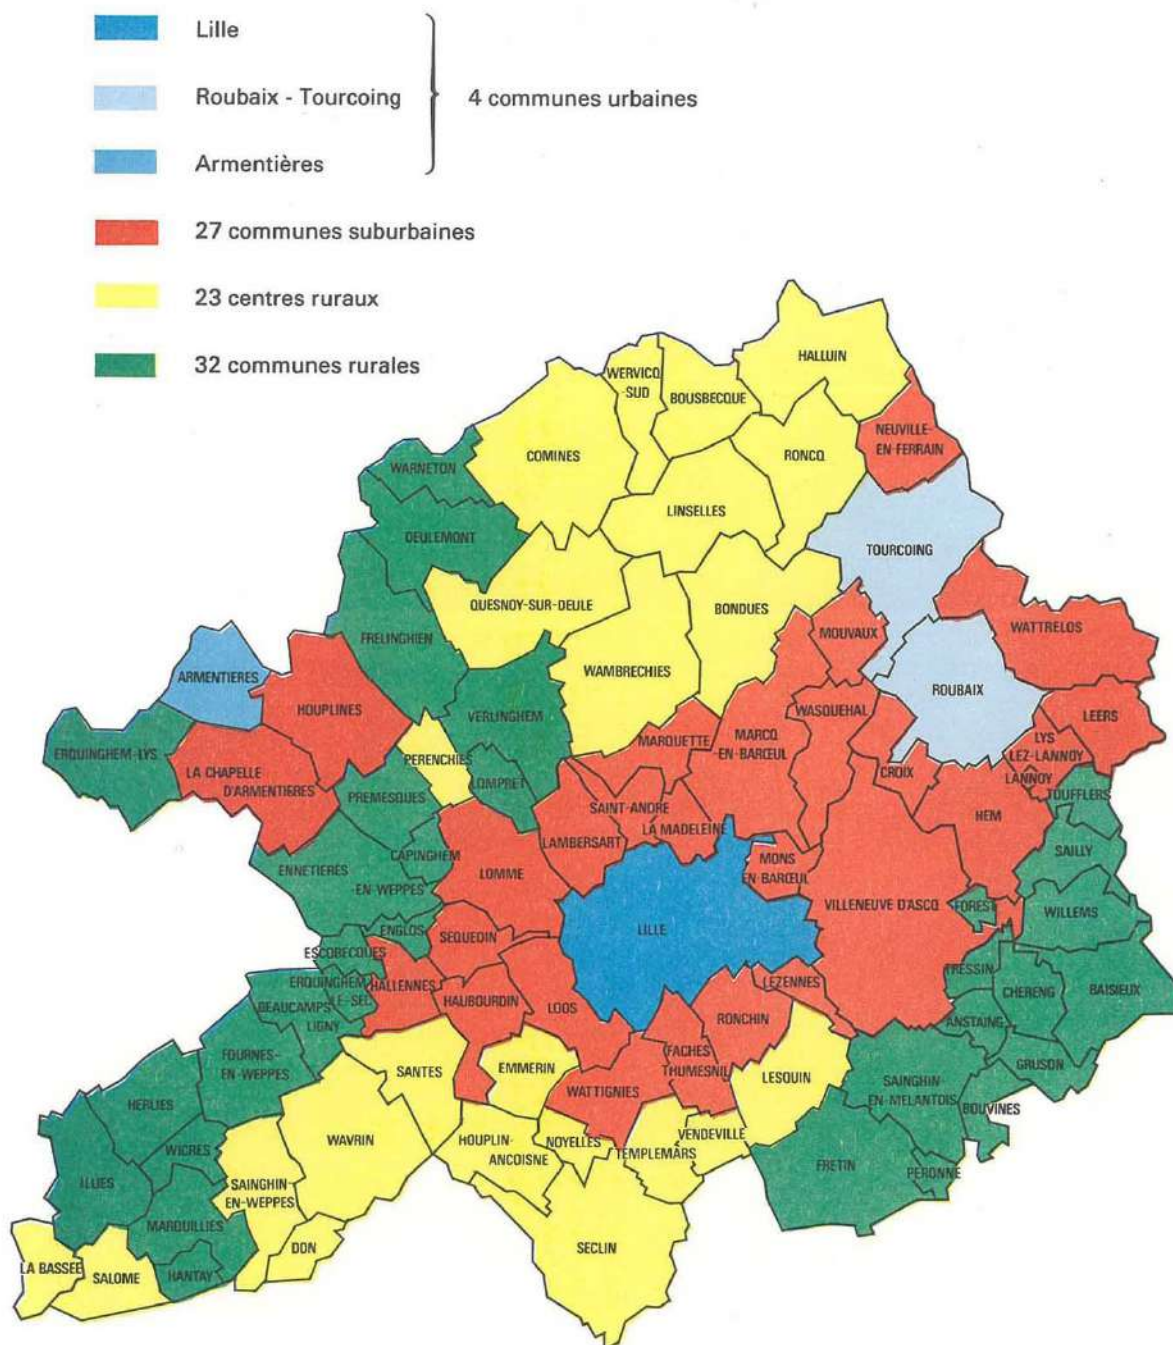 Lille
Roubaix - Tourcoing
4 communes urbaines
Armentières
27 communes suburbaines
23 centres ruraux
32 communes rurales
HALLUIN
WERVICQ
-SUD
BOUSBECQUE
NEUVILLE-
EN-FERRAIN
COMINES
RONCQ
WARNETON
LINSELLES
DEULEMONT
TOURCOING
QUESNOY-SUR-DEULE
BONDUES
MOUVAUX
WATTRELOS
FRELINGHIEN
WAMBRECHIES
ARMENTIERES
ROUBAIX
HOUPLINES
VERLINGHEM
WASQUEHAL
LEERS
MARCQ
-EN-BARŒUL
MARQUETTE
LYS
LEZ-LANNOY
ERQUINGHEM-LYS
PERENCHIES
LA CHAPELLE
D'ARMENTIÈRES
CROIX
LANNOY
LOMPRET
PREMESQUES
TOUFFLERS
SAINT-ANDRE
HEM
LA MADELEINE
LAMBERSART
SAILLY
CAPINGHEM
MONS
EN-BARŒUL
ENNETIERES
-EN-WEPPES
LOMME
VILLENEUVE D'ASCQ
FOREST
WILLEMS
LILLE
ENGLOS
SEQUEDIN
ESCOBECQUES
TRESSIN
ERQUINGHEM
-LE-SEC
HALLENNES
LEZENNES
CHERENG
BAISIEUX
BEAUCAMPS
LIGNY
HAUBOURDIN
LOOS
RONCHIN
ANSTAING
FOURNES-
EN-WEPPES
FACHES
THUMESNIL
GRUSON
SANTES
EMMERIN
LESQUIN
SAINGHIN
EN-MELANTOIS
HERLIES
WATTIGNIES
BOUVINES
WAVRIN
HOUPLIN-
ANCOISNE
NOYELLES
VENDEVILLE
TEMPLEMARS
WICRES
FRETIN
PERONNE
ILLIES
SAINGHIN-
EN-WEPPES
MARQUILLIES
DON
SECLIN
LA BASSEE
SALOME
HANTAY